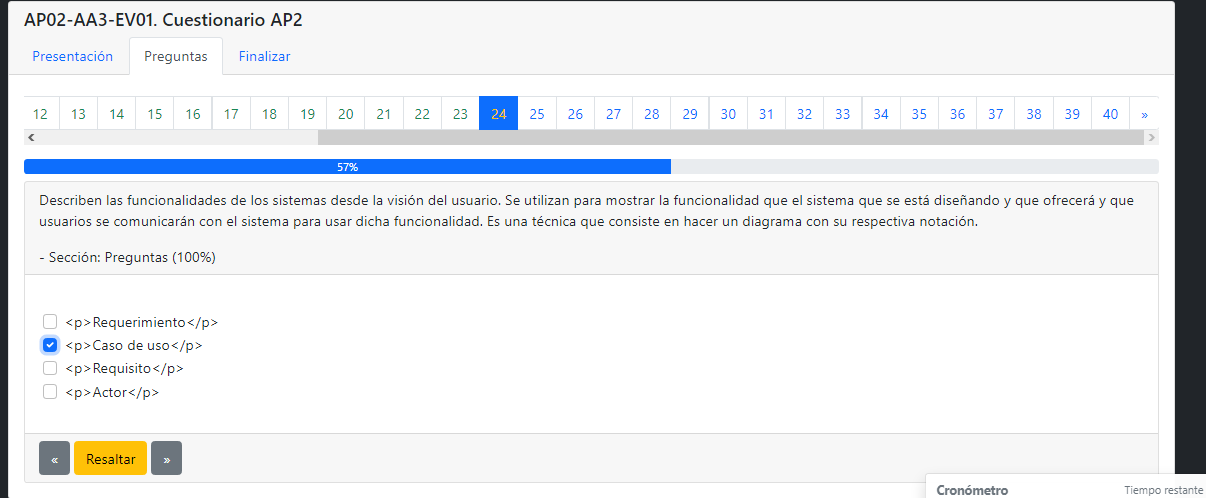 AP02-AA3-EV01. Cuestionario AP2
Presentación Preguntas Finalizar
12 13 14 15 16 17 18 19 20 21 22 23 24 25 26 27 28 29 30 31 32 33 34 35 36 37 38 39 40 »
57%
Describen las funcionalidades de los sistemas desde la visión del usuario. Se utilizan para mostrar la funcionalidad que el sistema que se está diseñando y que ofrecerá y que
usuarios se comunicarán con el sistema para usar dicha funcionalidad. Es una técnica que consiste en hacer un diagrama con su respectiva notación.
- Sección: Preguntas (100%)
<p>Requerimiento</p>
<p>Caso de uso</p>
<p>Requisito</p>
<p>Actor</p>
« Resaltar »
Cronómetro Tiempo restante